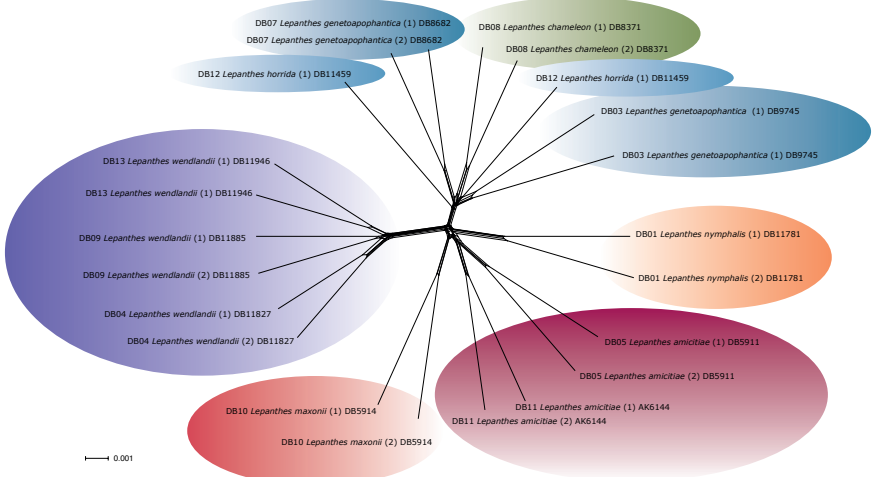 DB07 Lepanthes genetoapophantica (1) DB8682
DB07 Lepanthes genetoapophantica (2) DB8682
DB08 Lepanthes chameleon (1) DB8371
DB08 Lepanthes chameleon (2) DB8371
DB12 Lepanthes horrida (1) DB11459
DB12 Lepanthes horrida (1) DB11459
DB03 Lepanthes genetoapophantica (1) DB9745
DB03 Lepanthes genetoapophantica (1) DB9745
DB13 Lepanthes wendlandii (1) DB11946
DB13 Lepanthes wendlandii (1) DB11946
DB09 Lepanthes wendlandii (1) DB11885
DB09 Lepanthes wendlandii (2) DB11885
DB04 Lepanthes wendlandii (1) DB11827
DB04 Lepanthes wendlandii (2) DB11827
DB01 Lepanthes nymphalis (1) DB11781
DB01 Lepanthes nymphalis (2) DB11781
DB05 Lepanthes amicitiae (1) DB5911
DB05 Lepanthes amicitiae (2) DB5911
DB11 Lepanthes amicitiae (1) AK6144
DB11 Lepanthes amicitiae (2) AK6144
DB10 Lepanthes maxonii (1) DB5914
DB10 Lepanthes maxonii (2) DB5914
0.001